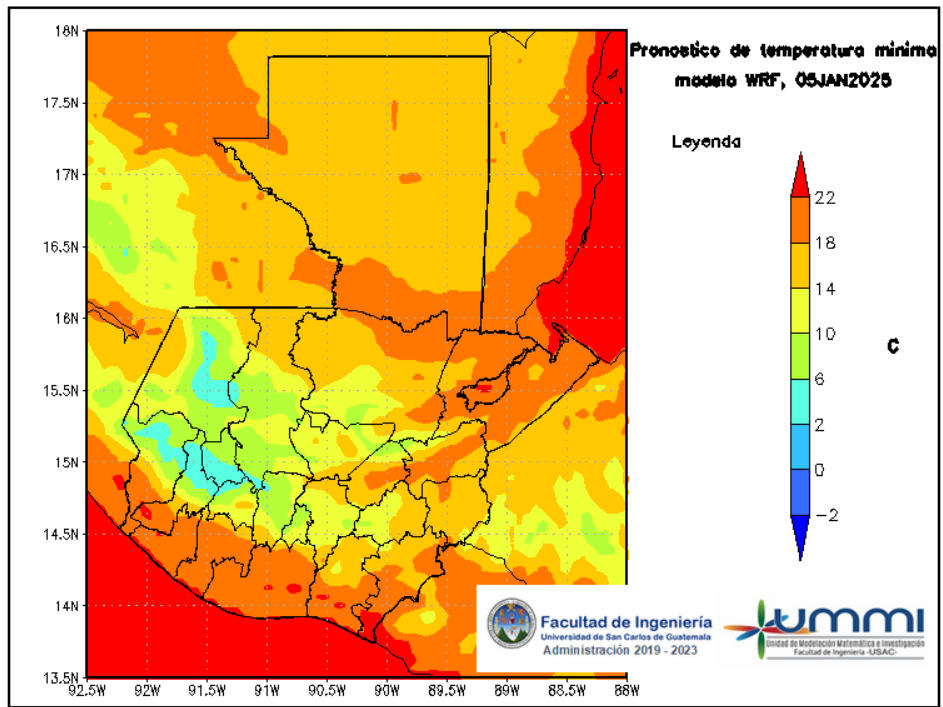 Pronostico de temperatura minima
modelo WRF, 05JAN2025
Leyenda
22
18
14
10
6
2
0
−2
C
18N
17.5N
17N
16.5N
16N
15.5N
15N
14.5N
14N
13.5N
92.5W 92W 91.5W 91W 90.5W 90W 89.5W 89W 88.5W 88W
Facultad de Ingeniería
Universidad de San Carlos de Guatemala
Administración 2019 - 2023
UMMI
Unidad de Modelación Matemática e Investigación
Facultad de Ingeniería -USAC-